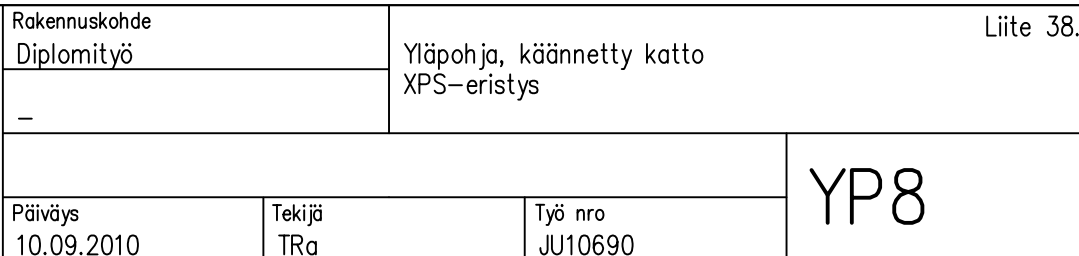 Rakennuskohde
Diplomityö
–
Yläpohja, käännetty katto
XPS–eristys
Liite 38.
YP8
Päiväys
10.09.2010
Tekijä
TRa
Työ nro
JU10690